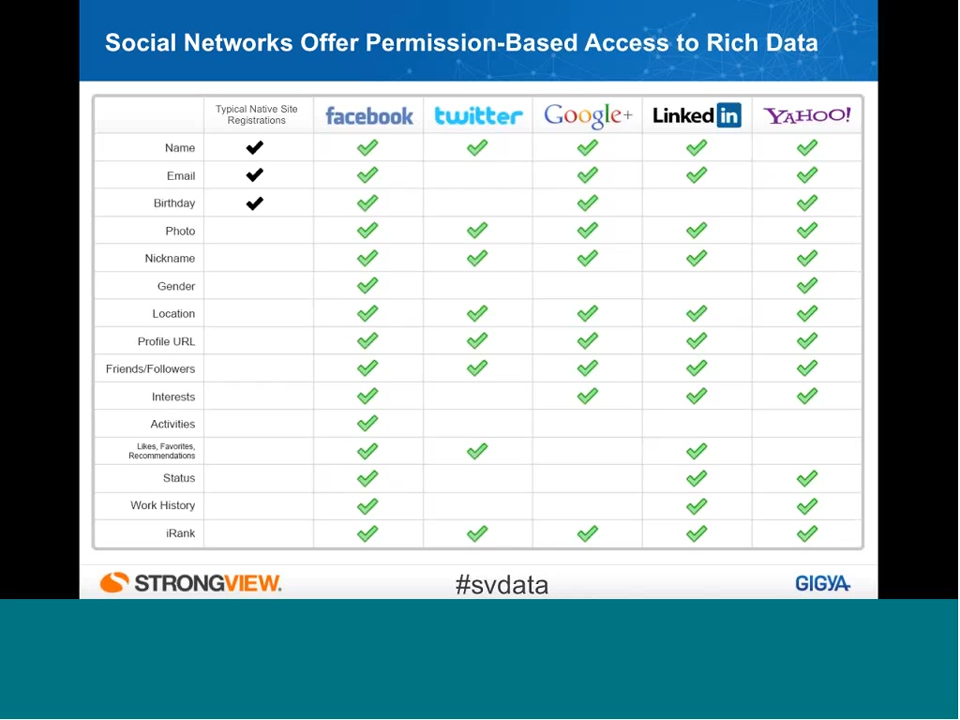 Social Networks Offer Permission-Based Access to Rich Data
Typical Native Site
Registrations
facebook
twitter
Google+
Linked in
YAHOO!
Name
Email
Birthday
Photo
Nickname
Gender
Location
Profile URL
Friends/Followers
Interests
Activities
Likes, Favorites,
Recommendations
Status
Work History
iRank
STRONGVIEW.
#svdata
GIGYA